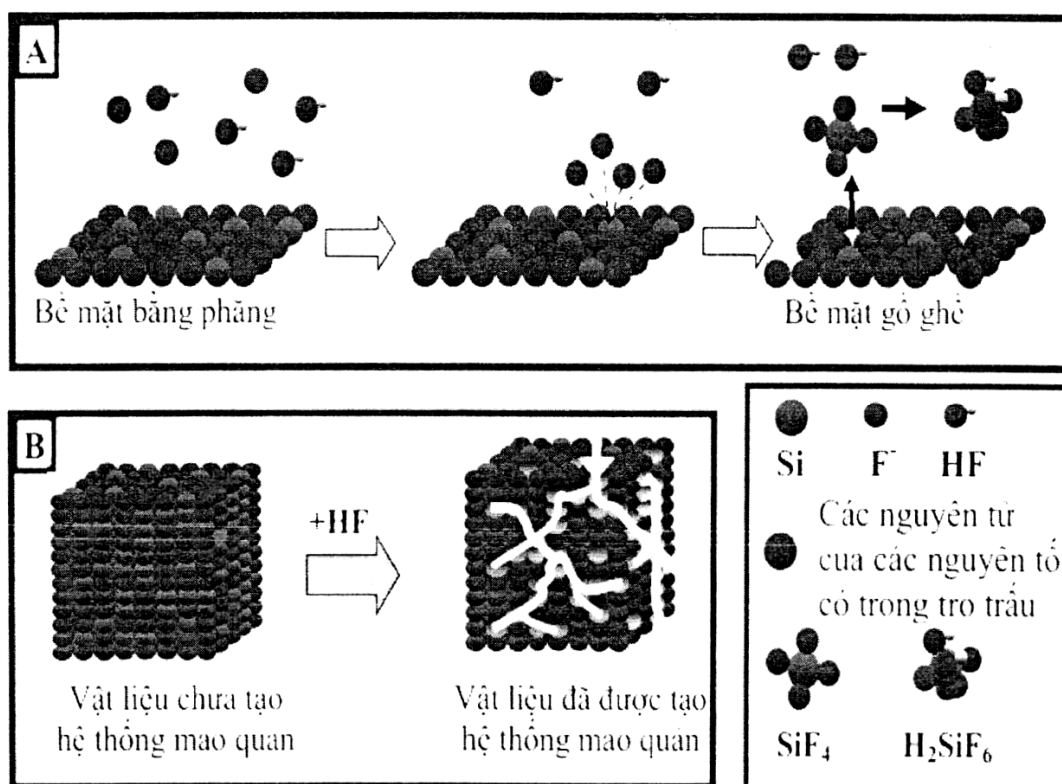 A
Bề mặt bằng phẳng
Bề mặt gồ ghề
B
+HF
Vật liệu chưa tạo
hệ thống mao quản
Vật liệu đã được tạo
hệ thống mao quản
Si F⁻ HF
Các nguyên tử
của các nguyên tố
có trong tro trấu
SiF₄ H₂SiF₆